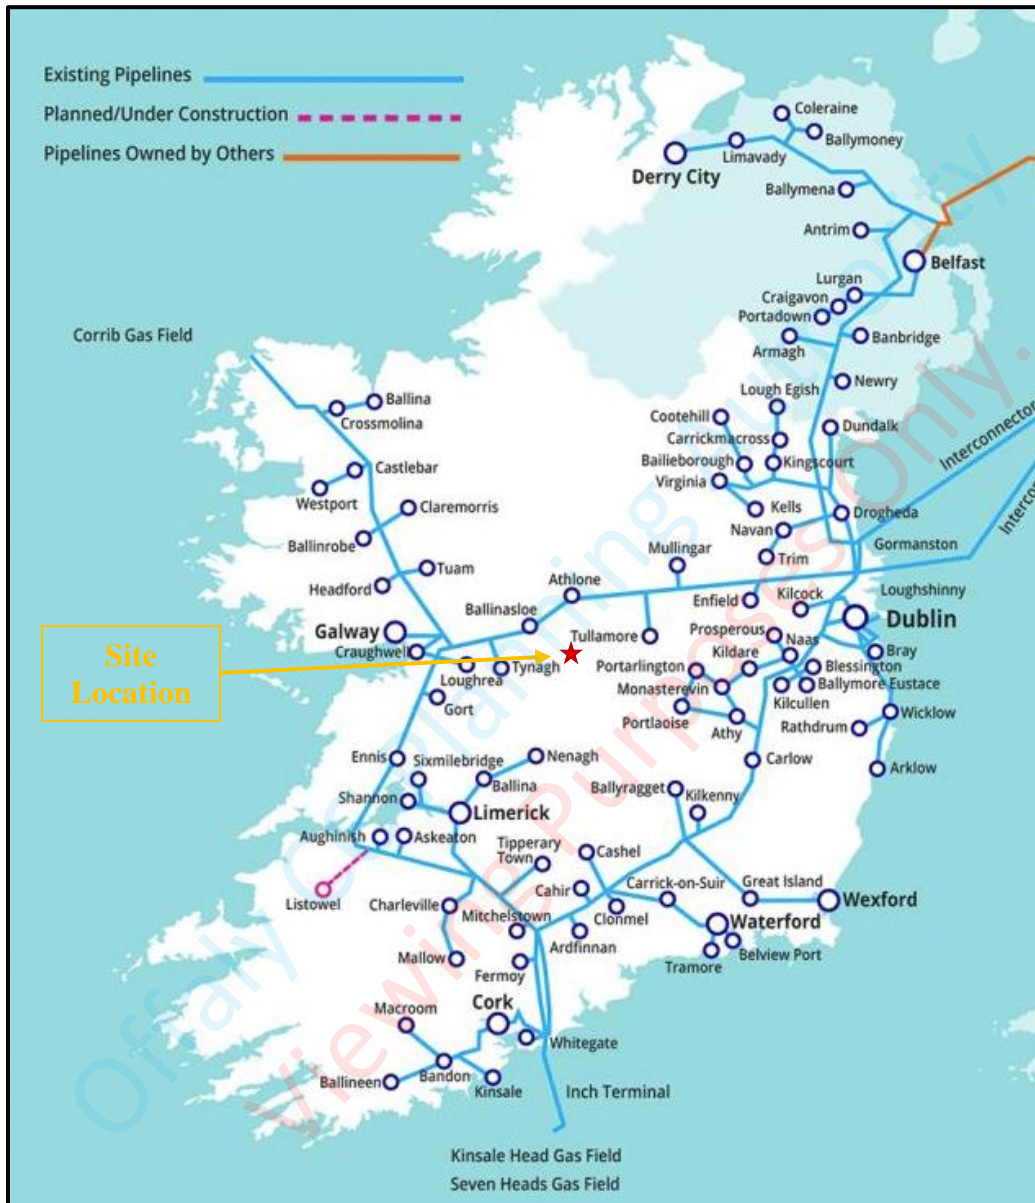 Existing Pipelines
Planned/Under Construction
Pipelines Owned by Others
Coleraine
Ballymoney
Limavady
Derry City
Ballymena
Antrim
Belfast
Lurgan
Craigavon
Portadown
Banbridge
Armagh
Corrib Gas Field
Newry
Lough Egish
Ballina
Crossmolina
Cootehill
Dundalk
Carrickmacross
Interconnector
Bailieborough
Kingscourt
Castlebar
Virginia
Westport
Claremorris
Kells
Drogheda
Navan
Ballinrobe
Gormanston
Mullingar
Trim
Tuam
Athlone
Headford
Loughshinny
Enfield
Kilcock
Ballinasloe
Dublin
Galway
Tullamore
Prosperous
Naas
Site
Location
Craughwell
Kildare
Bray
Portarlington
Blessington
Loughrea
Tynagh
Monasterevin
Ballymore Eustace
Gort
Kilcullen
Portlaoise
Athy
Rathdrum
Wicklow
Ennis
Sixmilebridge
Nenagh
Carlow
Arklow
Ballina
Ballyragget
Shannon
Kilkenny
Limerick
Aughinish
Askeaton
Tipperary
Town
Cashel
Carrick-on-Suir
Great Island
Cahir
Wexford
Listowel
Charleville
Mitchelstown
Clonmel
Waterford
Ardfinnan
Belview Port
Mallow
Tramore
Fermoy
Cork
Macroom
Whitegate
Bandon
Ballineen
Kinsale
Inch Terminal
Kinsale Head Gas Field
Seven Heads Gas Field
Offaly Co Planning Authority
Viewing Purposes Only.